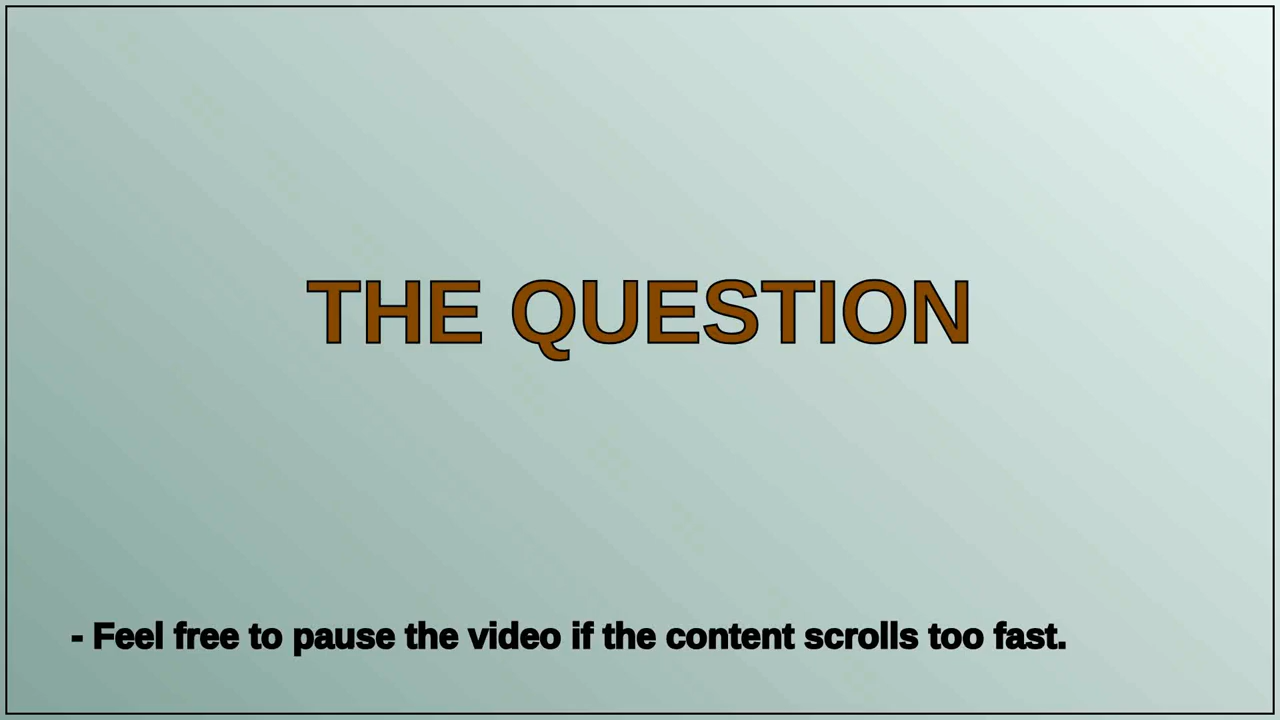 THE QUESTION
- Feel free to pause the video if the content scrolls too fast.